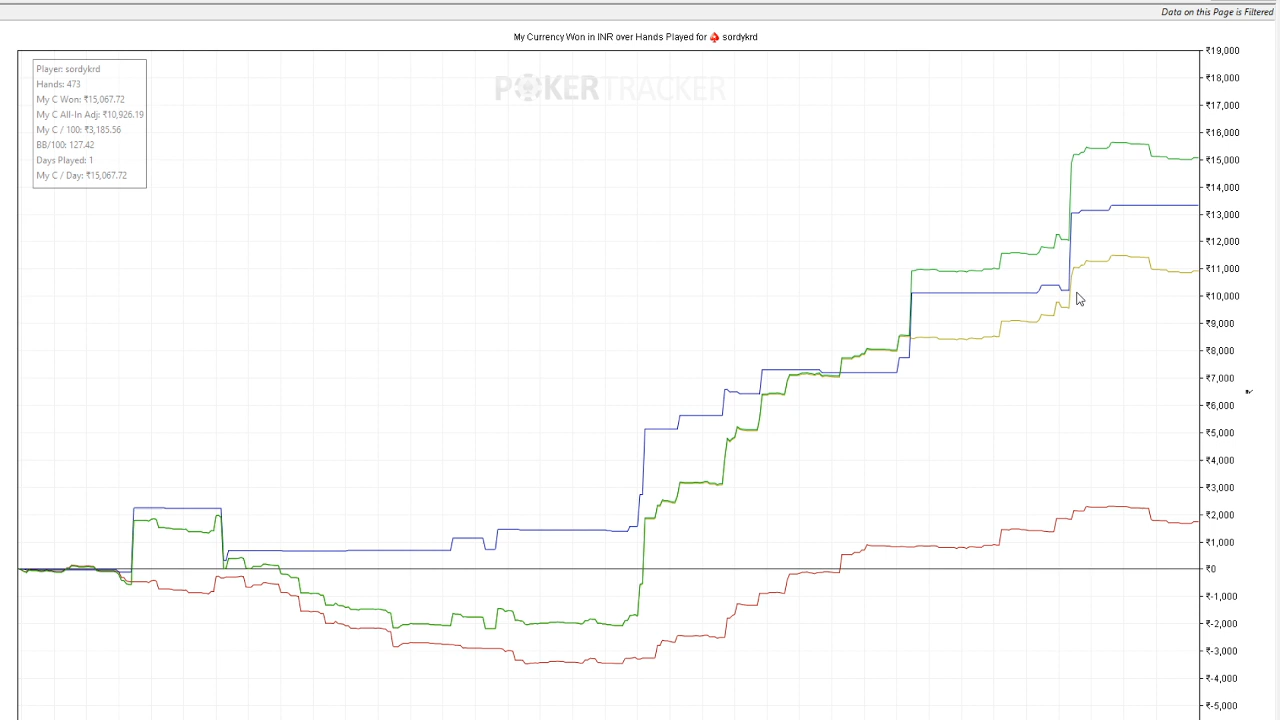 Data on this Page is Filtered
My Currency Won in INR over Hands Played for sordykrd
POKERTRACKER
Player: sordykrd
Hands: 473
My C Won: ₹15,067.72
My C All-In Adj: ₹10,926.19
My C / 100: ₹3,185.56
BB/100: 127.42
Days Played: 1
My C / Day: ₹15,067.72
₹19,000
₹18,000
₹17,000
₹16,000
₹15,000
₹14,000
₹13,000
₹12,000
₹11,000
₹10,000
₹9,000
₹8,000
₹7,000
₹6,000
₹5,000
₹4,000
₹3,000
₹2,000
₹1,000
₹0
₹-1,000
₹-2,000
₹-3,000
₹-4,000
₹-5,000